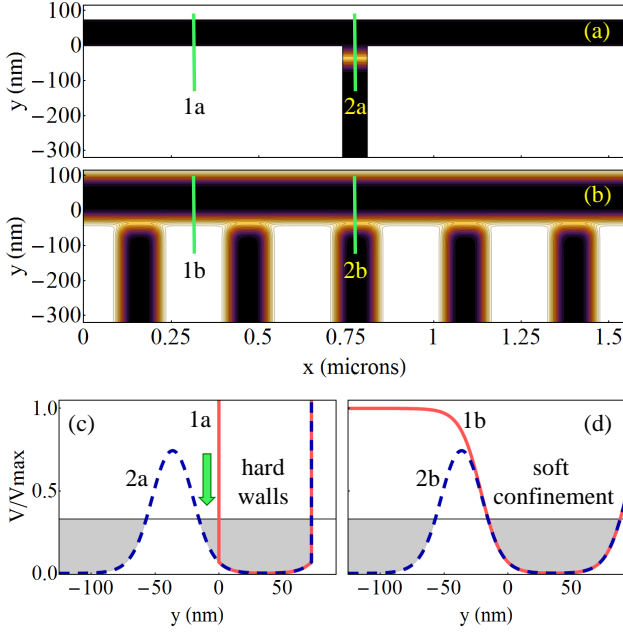 100
0
−100
−200
−300
y (nm)
(a)
1a
2a
100
0
−100
−200
−300
y (nm)
(b)
1b
2b
0
0.25
0.5
0.75
1
1.25
1.5
x (microns)
(c)
1a
2a
hard
walls
V/Vmax
1.0
0.5
0.0
−100
−50
0
50
y (nm)
(d)
1b
2b
soft
confinement
−100
−50
0
50
y (nm)